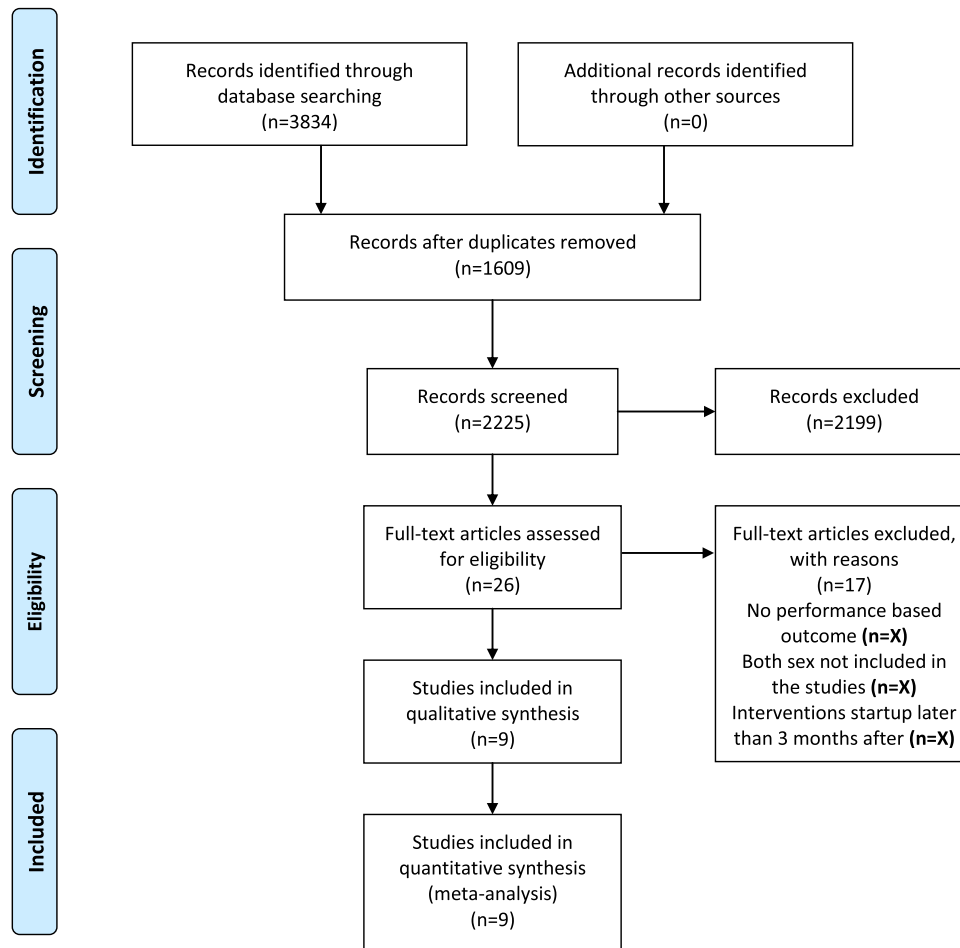 Identification
Records identified through
database searching
(n=3834)
Additional records identified
through other sources
(n=0)
Records after duplicates removed
(n=1609)
Screening
Records screened
(n=2225)
Records excluded
(n=2199)
Eligibility
Full-text articles assessed
for eligibility
(n=26)
Full-text articles excluded,
with reasons
(n=17)
No performance based
outcome (n=X)
Both sex not included in
the studies (n=X)
Interventions startup later
than 3 months after (n=X)
Studies included in
qualitative synthesis
(n=9)
Included
Studies included in
quantitative synthesis
(meta-analysis)
(n=9)